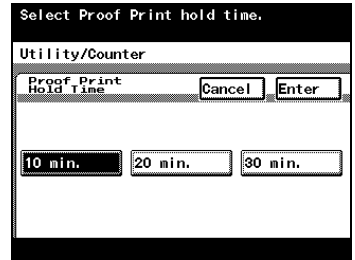 Select Proof Print hold time.
Utility/Counter
Proof Print
Hold Time
Cancel
Enter
10 min.
20 min.
30 min.